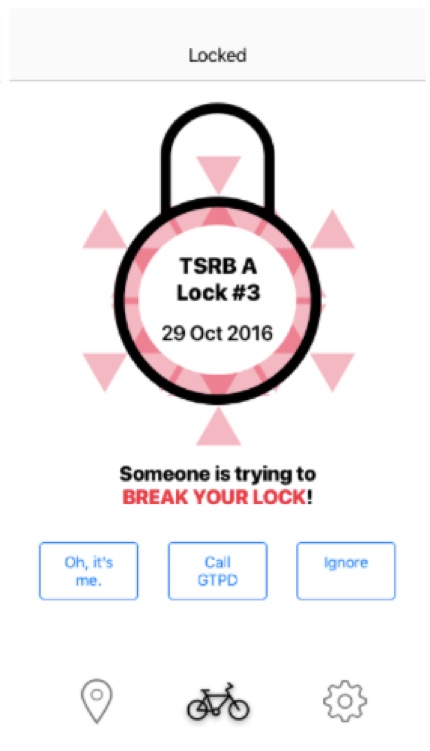 Locked
TSRB A
Lock #3
29 Oct 2016
Someone is trying to
BREAK YOUR LOCK!
Oh, it's
me.
Call
GTPD
Ignore